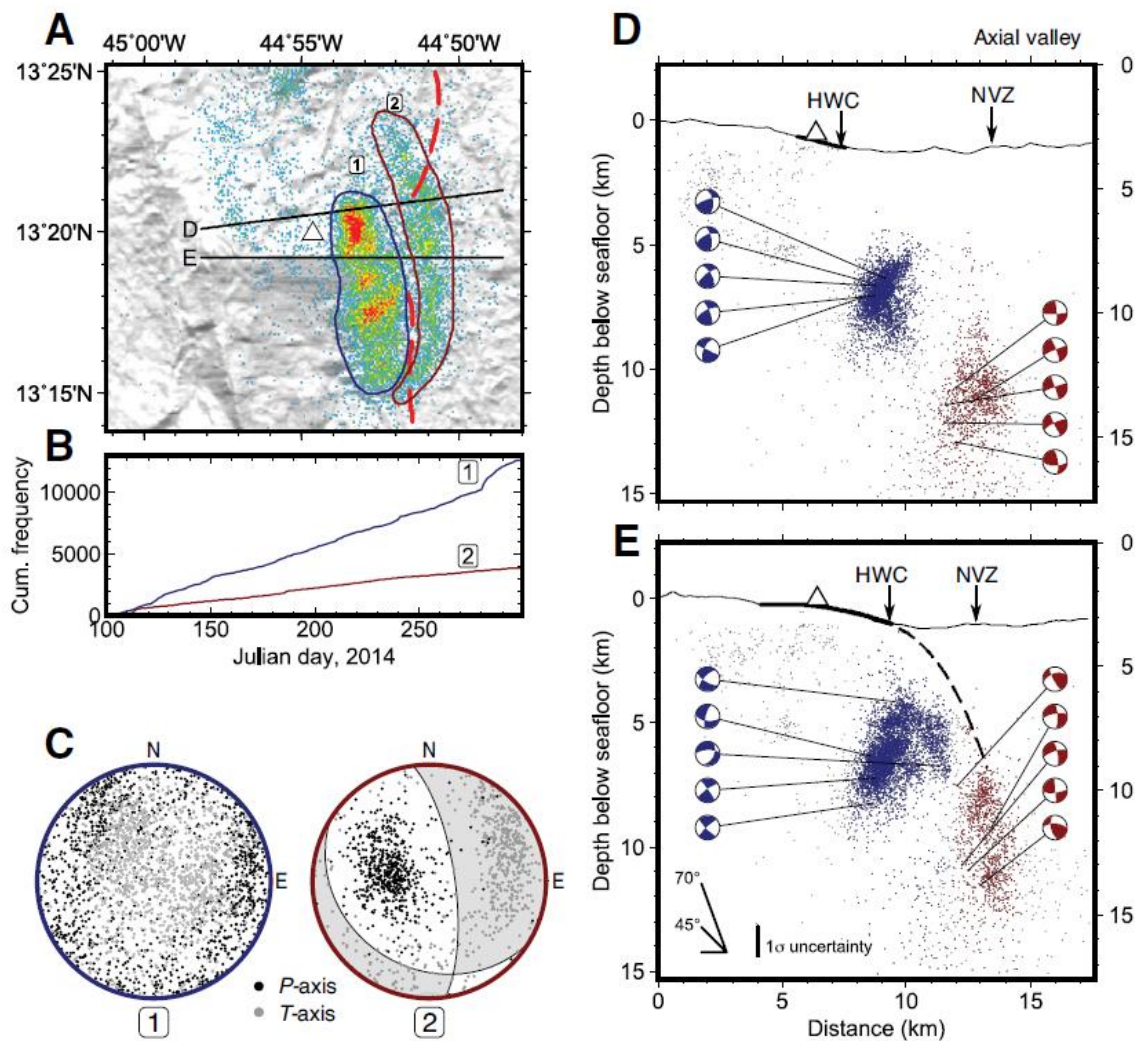 A
45°00'W 44°55'W 44°50'W
13°25'N
13°20'N
13°15'N
2
1
D
E
B
Cum. frequency
10000
5000
0
1
2
100 150 200 250
Julian day, 2014
C
N
N
E
E
P-axis
T-axis
1
2
D
Axial valley
HWC
NVZ
Depth below seafloor (km)
0
5
10
15
0
5
10
15
E
HWC
NVZ
Depth below seafloor (km)
0
5
10
15
0
5
10
15
70°
45°
1σ uncertainty
0 5 10 15
Distance (km)